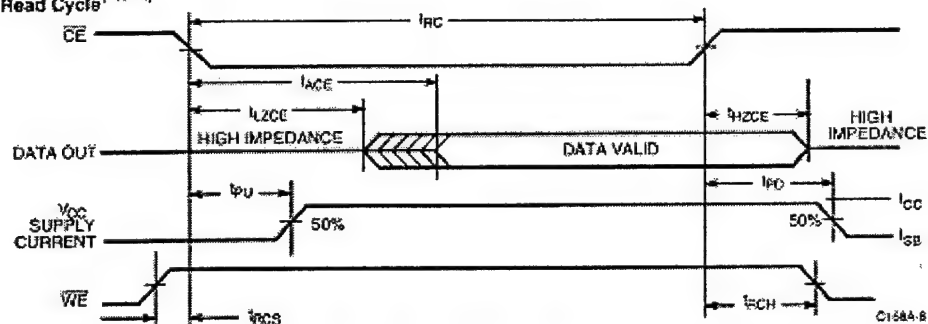 Read Cycle
CE
tRC
tACE
tLZCE
tHZCE
HIGH IMPEDANCE
HIGH
IMPEDANCE
DATA OUT
DATA VALID
tPU
tPD
VCC
SUPPLY
CURRENT
50%
50%
ICC
ISB
WE
tRCS
tRCH
C168A-8